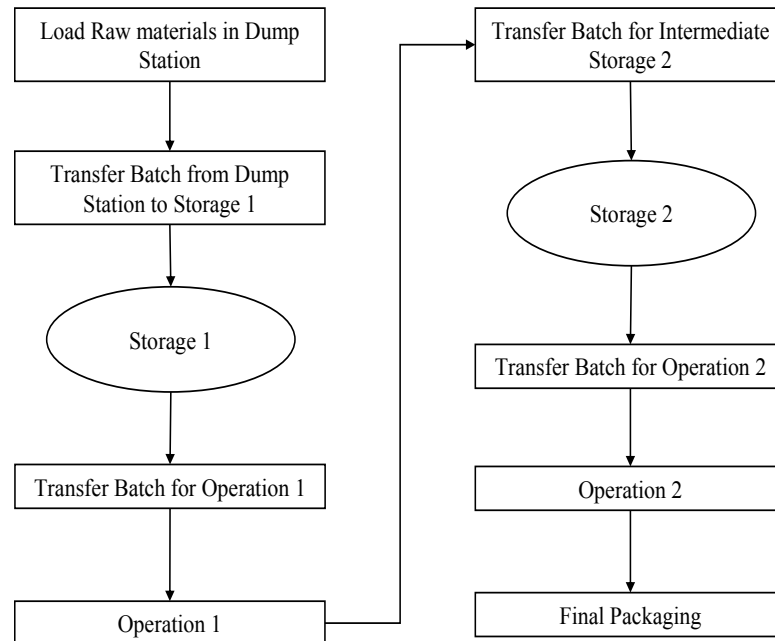 Load Raw materials in Dump
Station
Transfer Batch from Dump
Station to Storage 1
Storage 1
Transfer Batch for Operation 1
Operation 1
Transfer Batch for Intermediate
Storage 2
Storage 2
Transfer Batch for Operation 2
Operation 2
Final Packaging